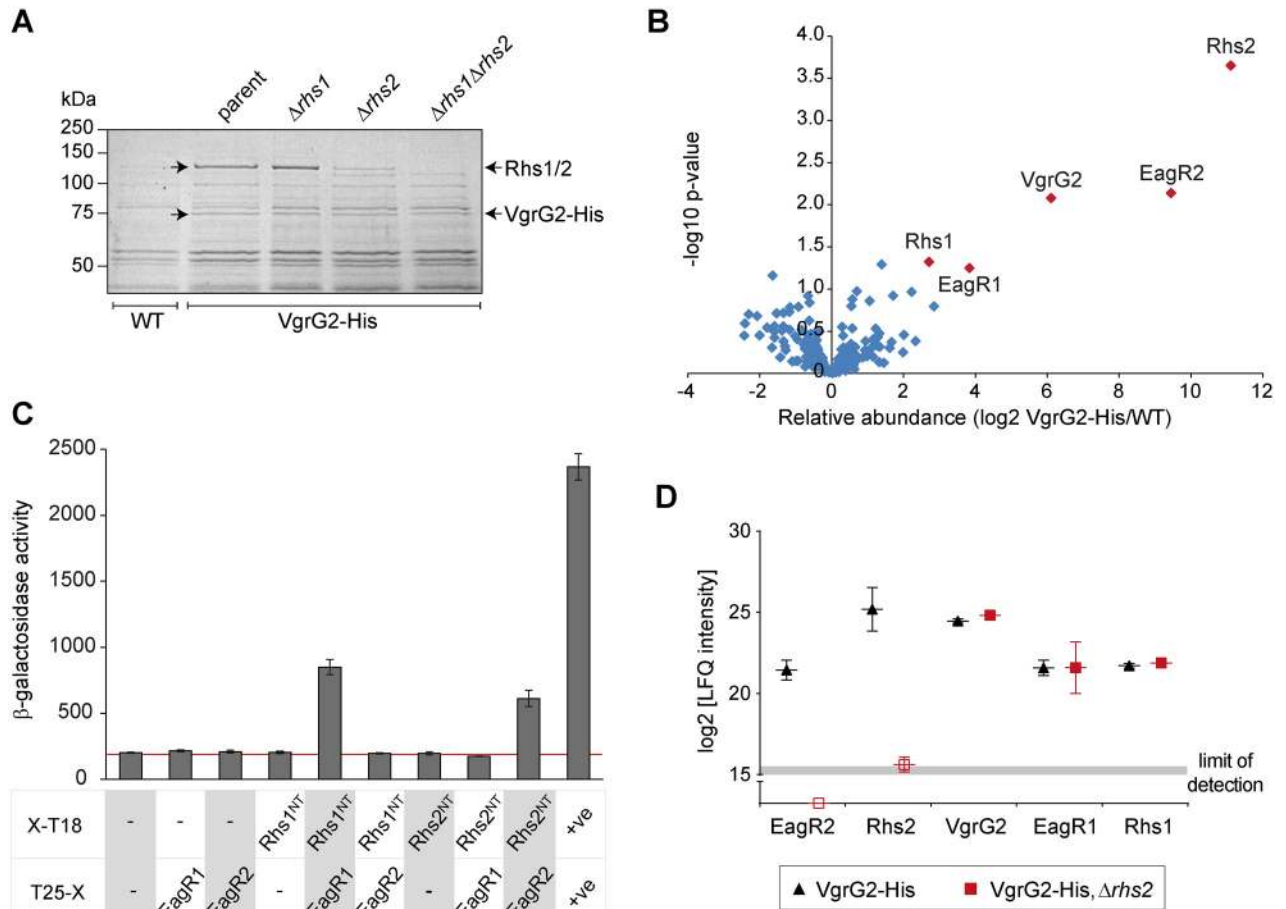 A
parent
Δrhs1
Δrhs2
Δrhs1Δrhs2
kDa
250
150
100
75
50
Rhs1/2
VgrG2-His
WT
VgrG2-His
B
4.0
3.5
3.0
2.5
2.0
1.5
1.0
0.5
0
-log10 p-value
Rhs2
VgrG2
EagR2
Rhs1
EagR1
-4 -2 0 2 4 6 8 10 12
Relative abundance (log2 VgrG2-His/WT)
C
2500
2000
1500
1000
500
0
β-galactosidase activity
X-T18 - - - Rhs1NT Rhs1NT Rhs1NT Rhs2NT Rhs2NT Rhs2NT +ve
T25-X - EagR1 EagR2 - EagR1 EagR2 - EagR1 EagR2 +ve
D
30
25
20
15
log2 [LFQ intensity]
limit of
detection
EagR2 Rhs2 VgrG2 EagR1 Rhs1
VgrG2-His VgrG2-His, Δrhs2